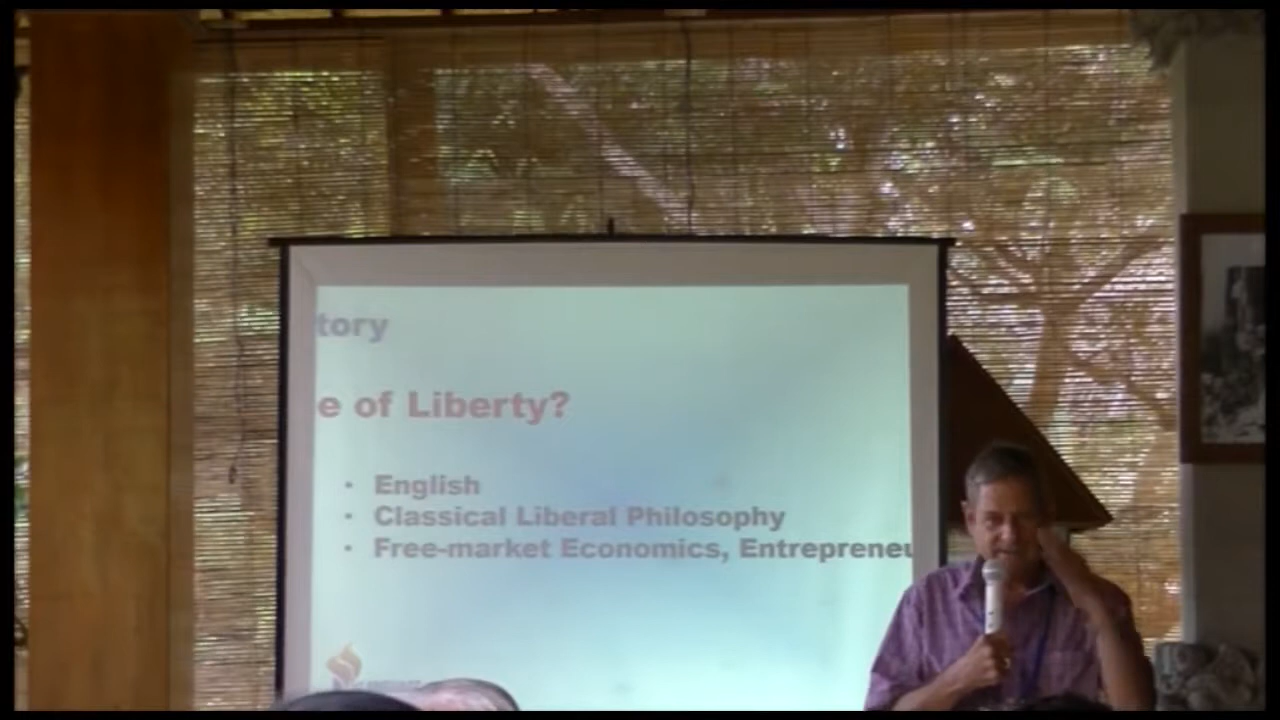 tory
e of Liberty?
• English
• Classical Liberal Philosophy
• Free-market Economics, Entrepreneu